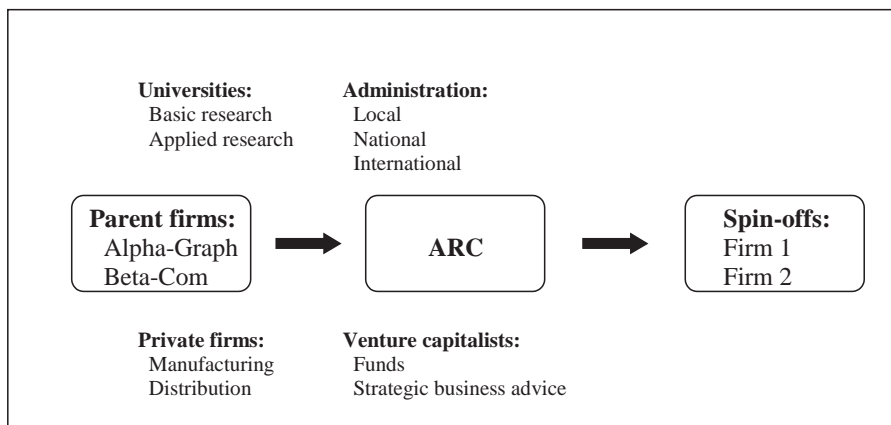 Universities:
Basic research
Applied research
Administration:
Local
National
International
Parent firms:
Alpha-Graph
Beta-Com
ARC
Spin-offs:
Firm 1
Firm 2
Private firms:
Manufacturing
Distribution
Venture capitalists:
Funds
Strategic business advice